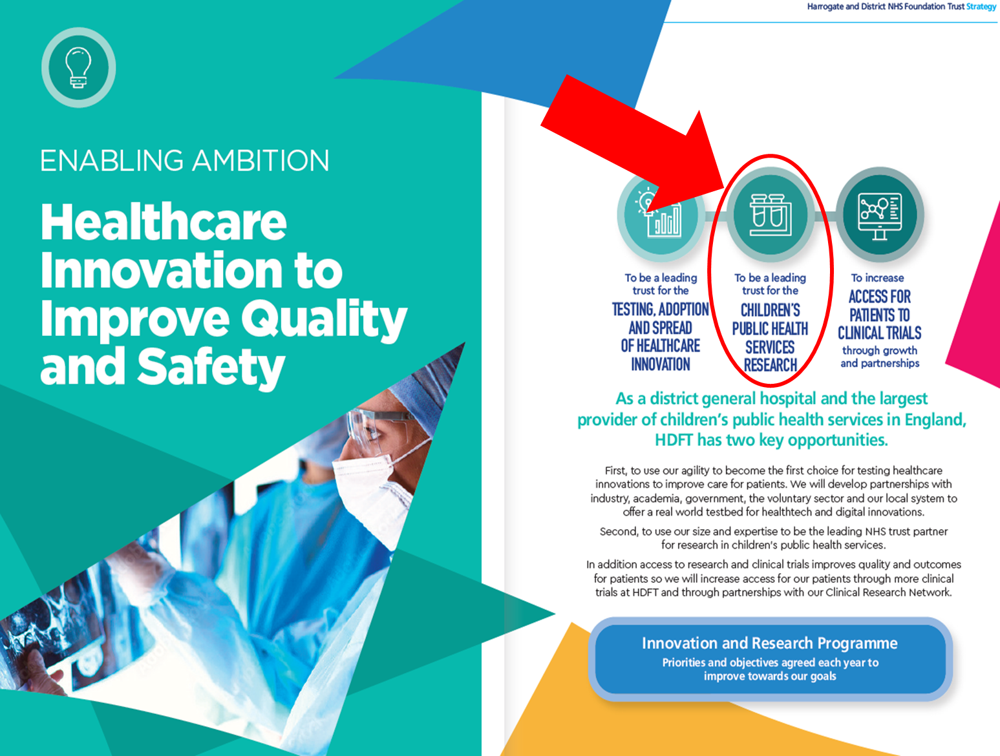 Harrogate and District NHS Foundation Trust Strategy
ENABLING AMBITION
Healthcare
Innovation to
Improve Quality
and Safety
To be a leading
trust for the
TESTING, ADOPTION
AND SPREAD
OF HEALTHCARE
INNOVATION
To be a leading
trust for the
CHILDREN'S
PUBLIC HEALTH
SERVICES
RESEARCH
To increase
ACCESS FOR
PATIENTS TO
CLINICAL TRIALS
through growth
and partnerships
As a district general hospital and the largest
provider of children's public health services in England,
HDFT has two key opportunities.
First, to use our agility to become the first choice for testing healthcare
innovations to improve care for patients. We will develop partnerships with
industry, academia, government, the voluntary sector and our local system to
offer a real world testbed for healthtech and digital innovations.
Second, to use our size and expertise to be the leading NHS trust partner
for research in children's public health services.
In addition access to research and clinical trials improves quality and outcomes
for patients so we will increase access for our patients through more clinical
trials at HDFT and through partnerships with our Clinical Research Network.
Innovation and Research Programme
Priorities and objectives agreed each year to
improve towards our goals